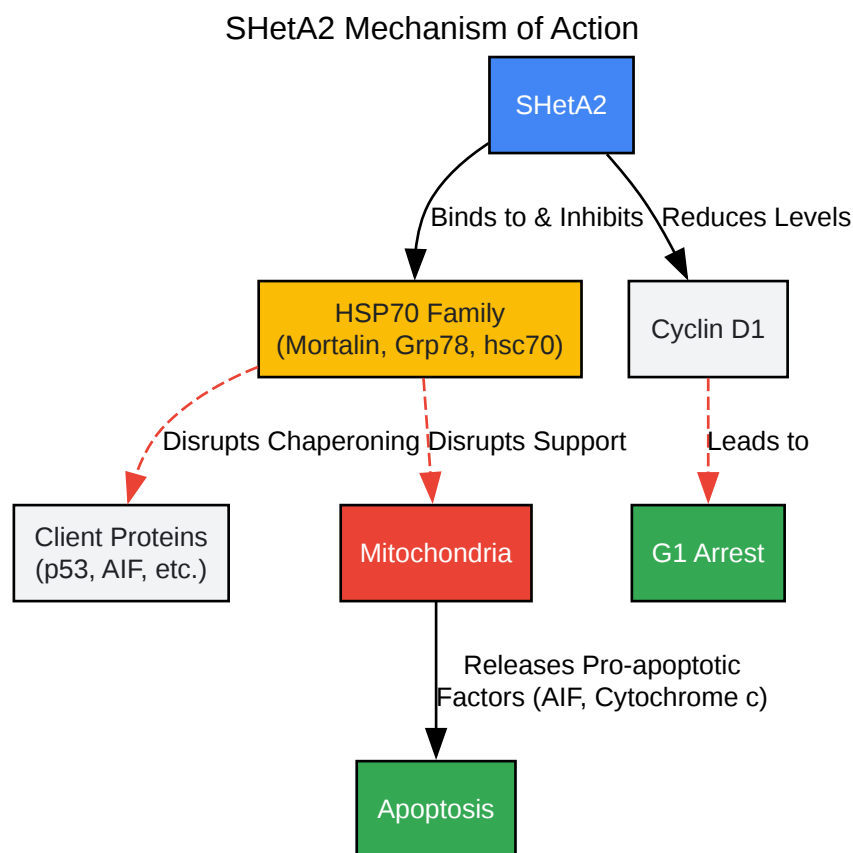 SHetA2 Mechanism of Action
SHetA2
Binds to & Inhibits
Reduces Levels
HSP70 Family
(Mortalin, Grp78, hsc70)
Cyclin D1
Disrupts Chaperoning
Disrupts Support
Leads to
Client Proteins
(p53, AIF, etc.)
Mitochondria
G1 Arrest
Releases Pro-apoptotic
Factors (AIF, Cytochrome c)
Apoptosis